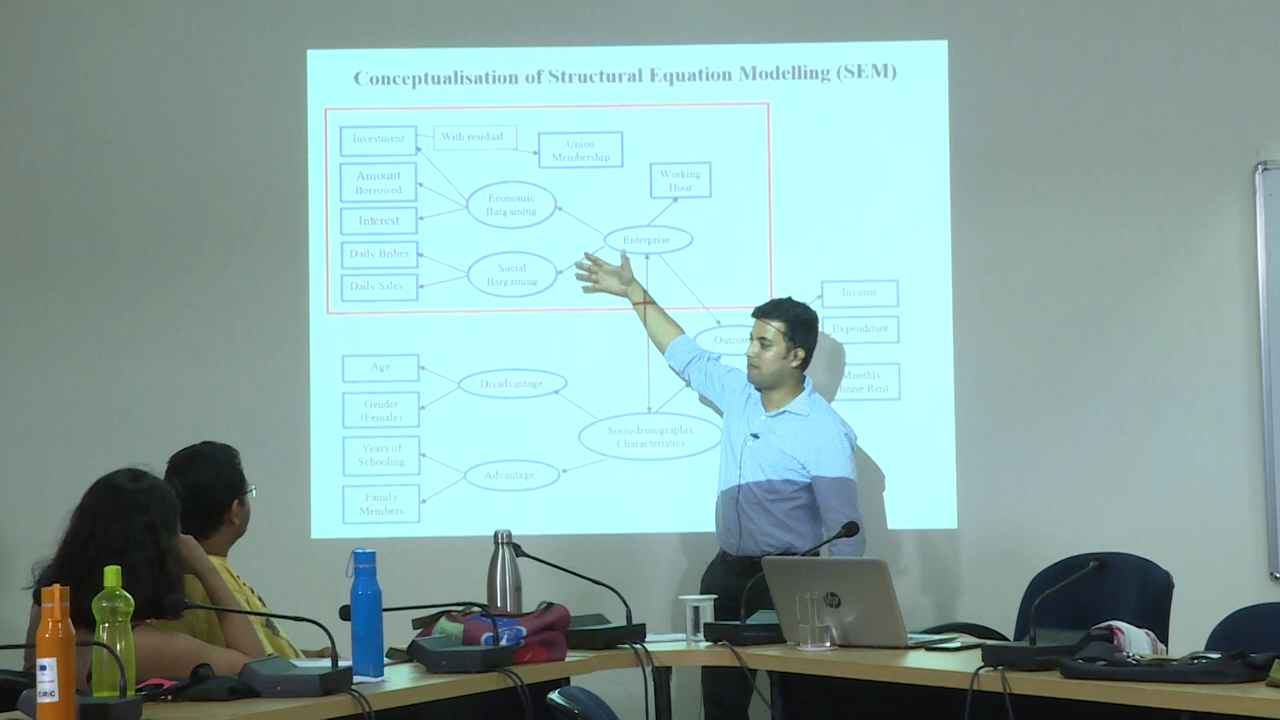 Conceptualisation of Structural Equation Modelling (SEM)
Investment
With residual
Union
Membership
Amount
Borrowed
Working
Hour
Economic
Bargaining
Interest
Enterprise
Daily Bribes
Social
Bargaining
Daily Sales
Income
Expenditure
Monthly
House Rent
Age
Disadvantage
Gender
(Female)
Sociodemographic
Characteristics
Years of
Schooling
Advantage
Family
Members
hp